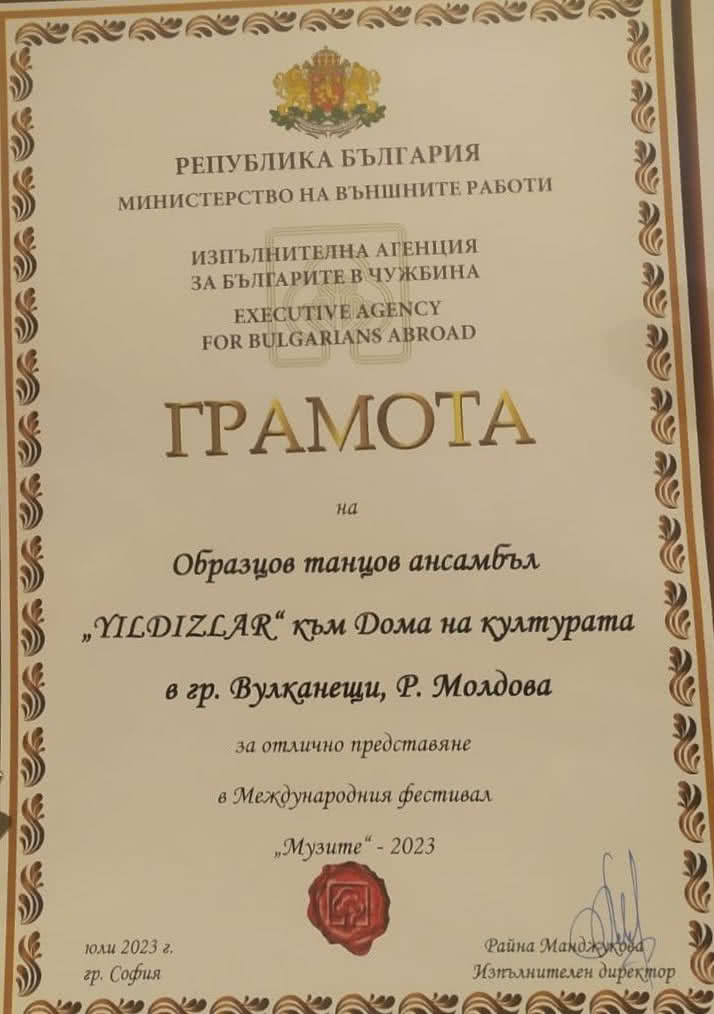 РЕПУБЛИКА БЪЛГАРИЯ
МИНИСТЕРСТВО НА ВЪНШНИТЕ РАБОТИ
ИЗПЪЛНИТЕЛНА АГЕНЦИЯ
ЗА БЪЛГАРИТЕ В ЧУЖБИНА
EXECUTIVE AGENCY
FOR BULGARIANS ABROAD
ГРАМОТА
на
Образцов танцов ансамбъл
„YILDIZLAR“ към Дома на културата
в гр. Вулканещи, Р. Молдова
за отлично представяне
в Международния фестивал
„Музите“ - 2023
юли 2023 г.
гр. София
Райна Манджукова
Изпълнителен директор